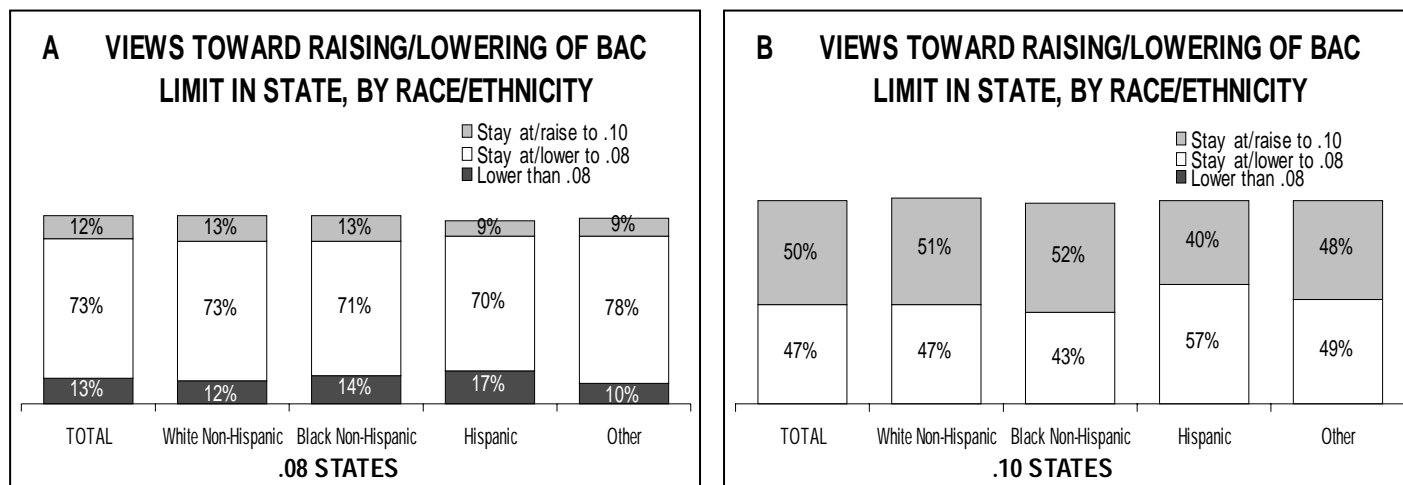 A VIEWS TOWARD RAISING/LOWERING OF BAC
LIMIT IN STATE, BY RACE/ETHNICITY
Stay at/raise to .10
Stay at/lower to .08
Lower than .08
12% 13% 13% 9% 9%
73% 73% 71% 70% 78%
13% 12% 14% 17% 10%
TOTAL White Non-Hispanic Black Non-Hispanic Hispanic Other
.08 STATES
B VIEWS TOWARD RAISING/LOWERING OF BAC
LIMIT IN STATE, BY RACE/ETHNICITY
Stay at/raise to .10
Stay at/lower to .08
Lower than .08
50% 51% 52% 40% 48%
47% 47% 43% 57% 49%
TOTAL White Non-Hispanic Black Non-Hispanic Hispanic Other
.10 STATES